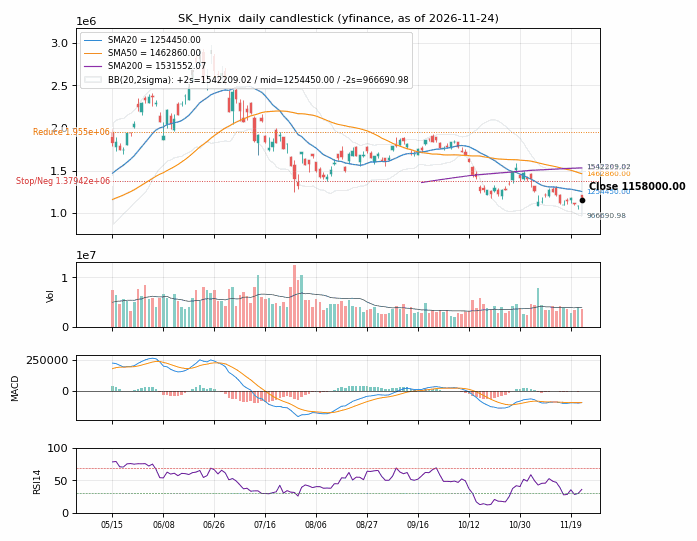 SK_Hynix  daily candlestick (yfinance, as of 2026-11-24)
1e6
SMA20 = 1254450.00
SMA50 = 1462860.00
SMA200 = 1531552.07
BB(20,2sigma): +2s=1542209.02 / mid=1254450.00 / -2s=966690.98
3.0
2.5
2.0
Reduce 1.955e+06
1.5
Stop/Neg 1.37942e+06
1.0
1542209.02
1462860.00
Close 1158000.00
1254450.00
966690.98
1e7
1
0
Vol
250000
0
MACD
100
50
0
RSI14
05/15
06/08
06/26
07/16
08/06
08/27
09/16
10/12
10/30
11/19